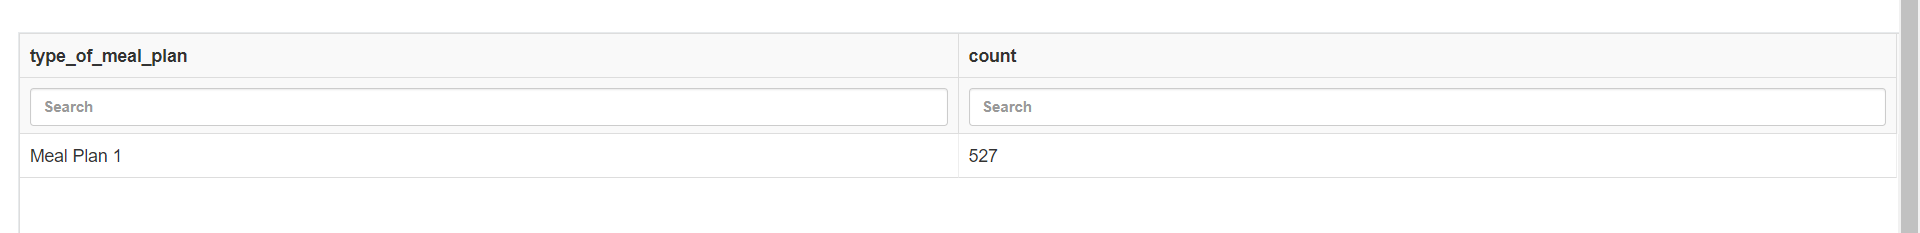 type_of_meal_plan count
Search Search
Meal Plan 1 527